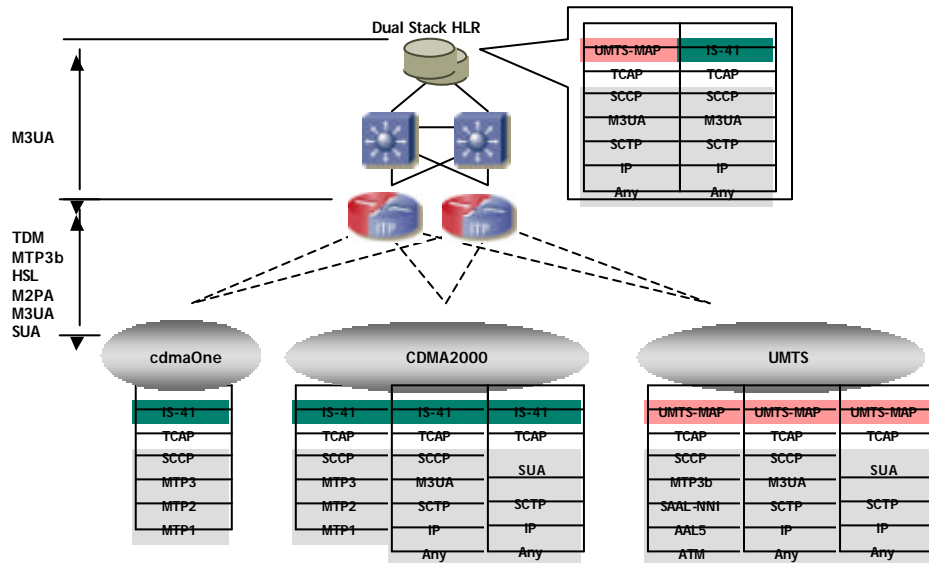 Dual Stack HLR
UMTS-MAP IS-41
TCAP TCAP
SCCP SCCP
M3UA M3UA
SCTP SCTP
IP IP
Any Any
M3UA
ITP ITP
TDM
MTP3b
HSL
M2PA
M3UA
SUA
cdmaOne
IS-41
TCAP
SCCP
MTP3
MTP2
MTP1
CDMA2000
IS-41 IS-41 IS-41
TCAP TCAP TCAP
SCCP SCCP SUA
MTP3 M3UA
MTP2 SCTP SCTP
MTP1 IP IP
Any Any
UMTS
UMTS-MAP UMTS-MAP UMTS-MAP
TCAP TCAP TCAP
SCCP SCCP SUA
MTP3b M3UA
SAAL-NNI SCTP SCTP
AAL5 IP IP
ATM Any Any